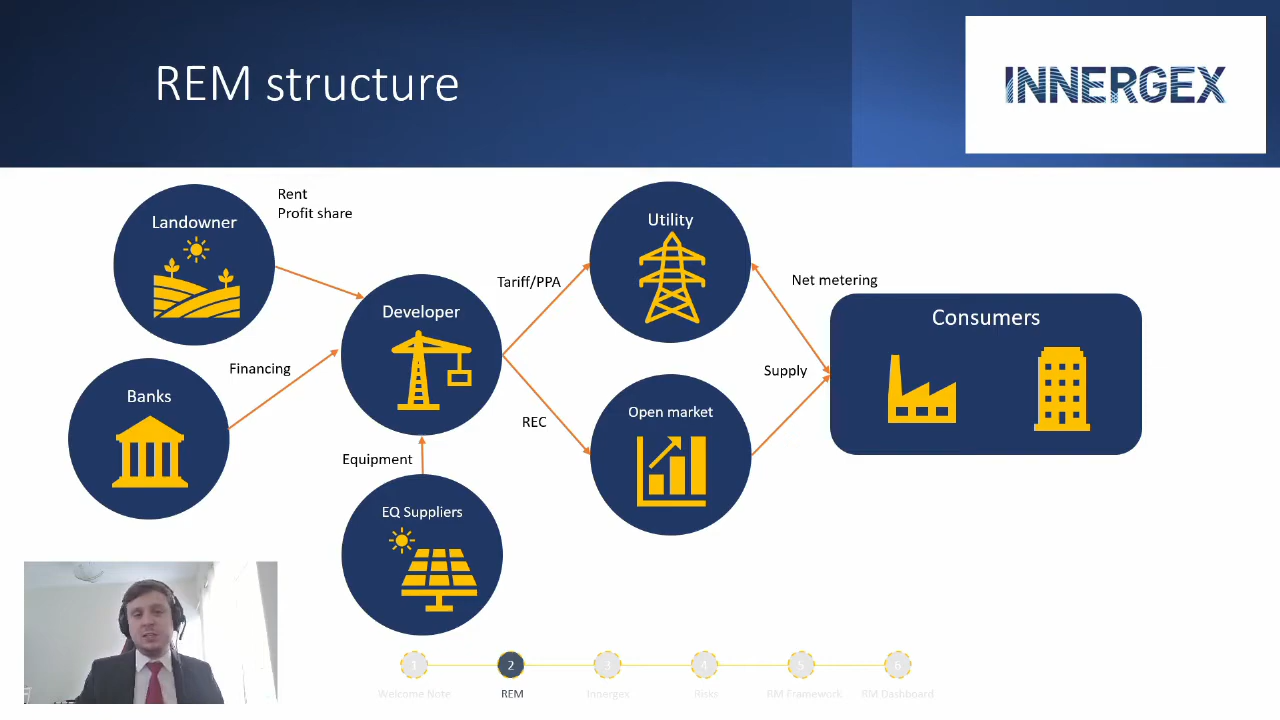 REM structure
INNERGEX
Rent
Profit share
Landowner
Utility
Developer
Tariff/PPA
Net metering
Consumers
Financing
Banks
Supply
REC
Open market
Equipment
EQ Suppliers
1
2
3
4
5
6
Welcome Note
REM
Innergex
Risks
RM Framework
RM Dashboard